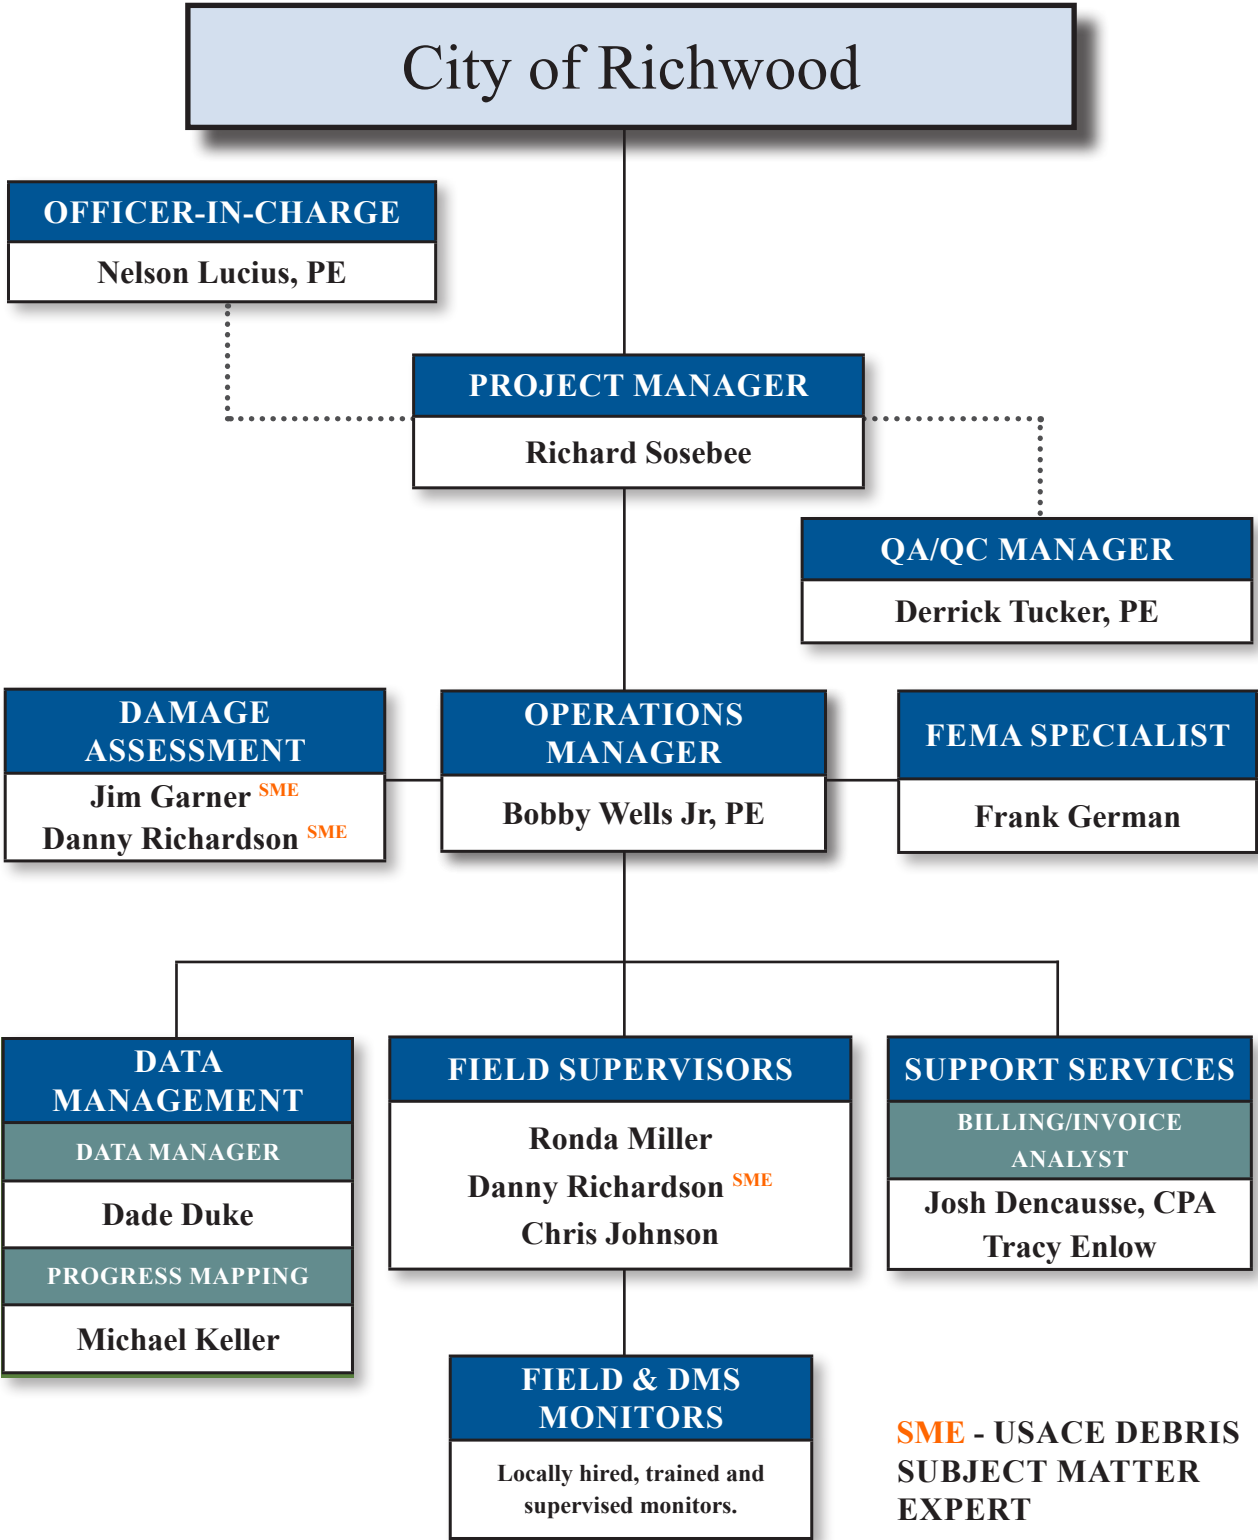 City of Richwood
OFFICER-IN-CHARGE
Nelson Lucius, PE
PROJECT MANAGER
Richard Sosebee
QA/QC MANAGER
Derrick Tucker, PE
DAMAGE
ASSESSMENT
Jim Garner SME
Danny Richardson SME
OPERATIONS
MANAGER
Bobby Wells Jr, PE
FEMA SPECIALIST
Frank German
DATA
MANAGEMENT
DATA MANAGER
Dade Duke
PROGRESS MAPPING
Michael Keller
FIELD SUPERVISORS
Ronda Miller
Danny Richardson SME
Chris Johnson
SUPPORT SERVICES
BILLING/INVOICE
ANALYST
Josh Dencausse, CPA
Tracy Enlow
FIELD & DMS
MONITORS
Locally hired, trained and
supervised monitors.
SME - USACE DEBRIS
SUBJECT MATTER
EXPERT